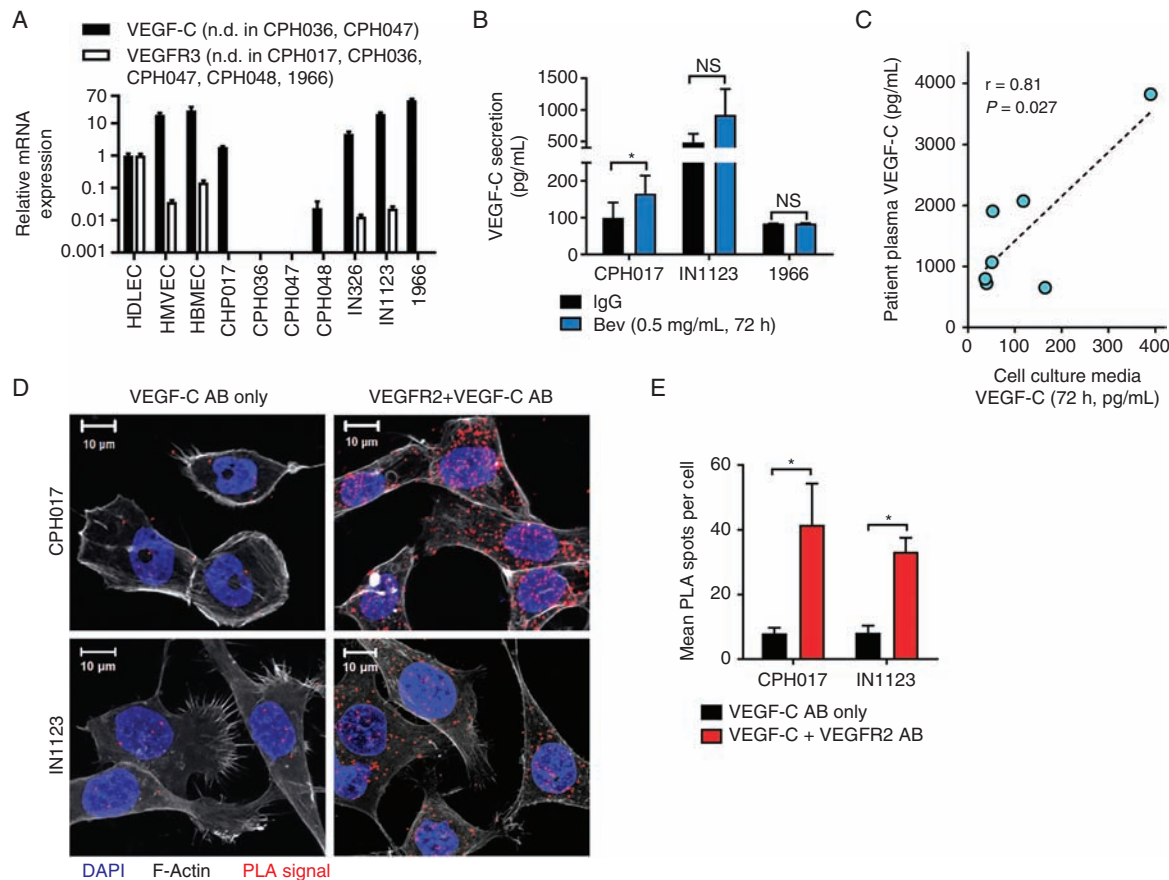 A
VEGF-C (n.d. in CPH036, CPH047)
VEGFR3 (n.d. in CPH017, CPH036,
CPH047, CPH048, 1966)
Relative mRNA
expression
70
10
1
0.1
0.01
0.001
HDLEC
HMVEC
HBMEC
CHP017
CPH036
CPH047
CPH048
IN326
IN1123
1966
B
VEGF-C secretion
(pg/mL)
1500
1000
500
200
100
0
*
NS
NS
CPH017
IN1123
1966
IgG
Bev (0.5 mg/mL, 72 h)
C
Patient plasma VEGF-C (pg/mL)
4000
3000
2000
1000
0
r = 0.81
P = 0.027
0
100
200
300
400
Cell culture media
VEGF-C (72 h, pg/mL)
D
VEGF-C AB only
VEGFR2+VEGF-C AB
CPH017
10 µm
10 µm
IN1123
10 µm
10 µm
DAPI
F-Actin
PLA signal
E
Mean PLA spots per cell
60
40
20
0
*
*
CPH017
IN1123
VEGF-C AB only
VEGF-C + VEGFR2 AB